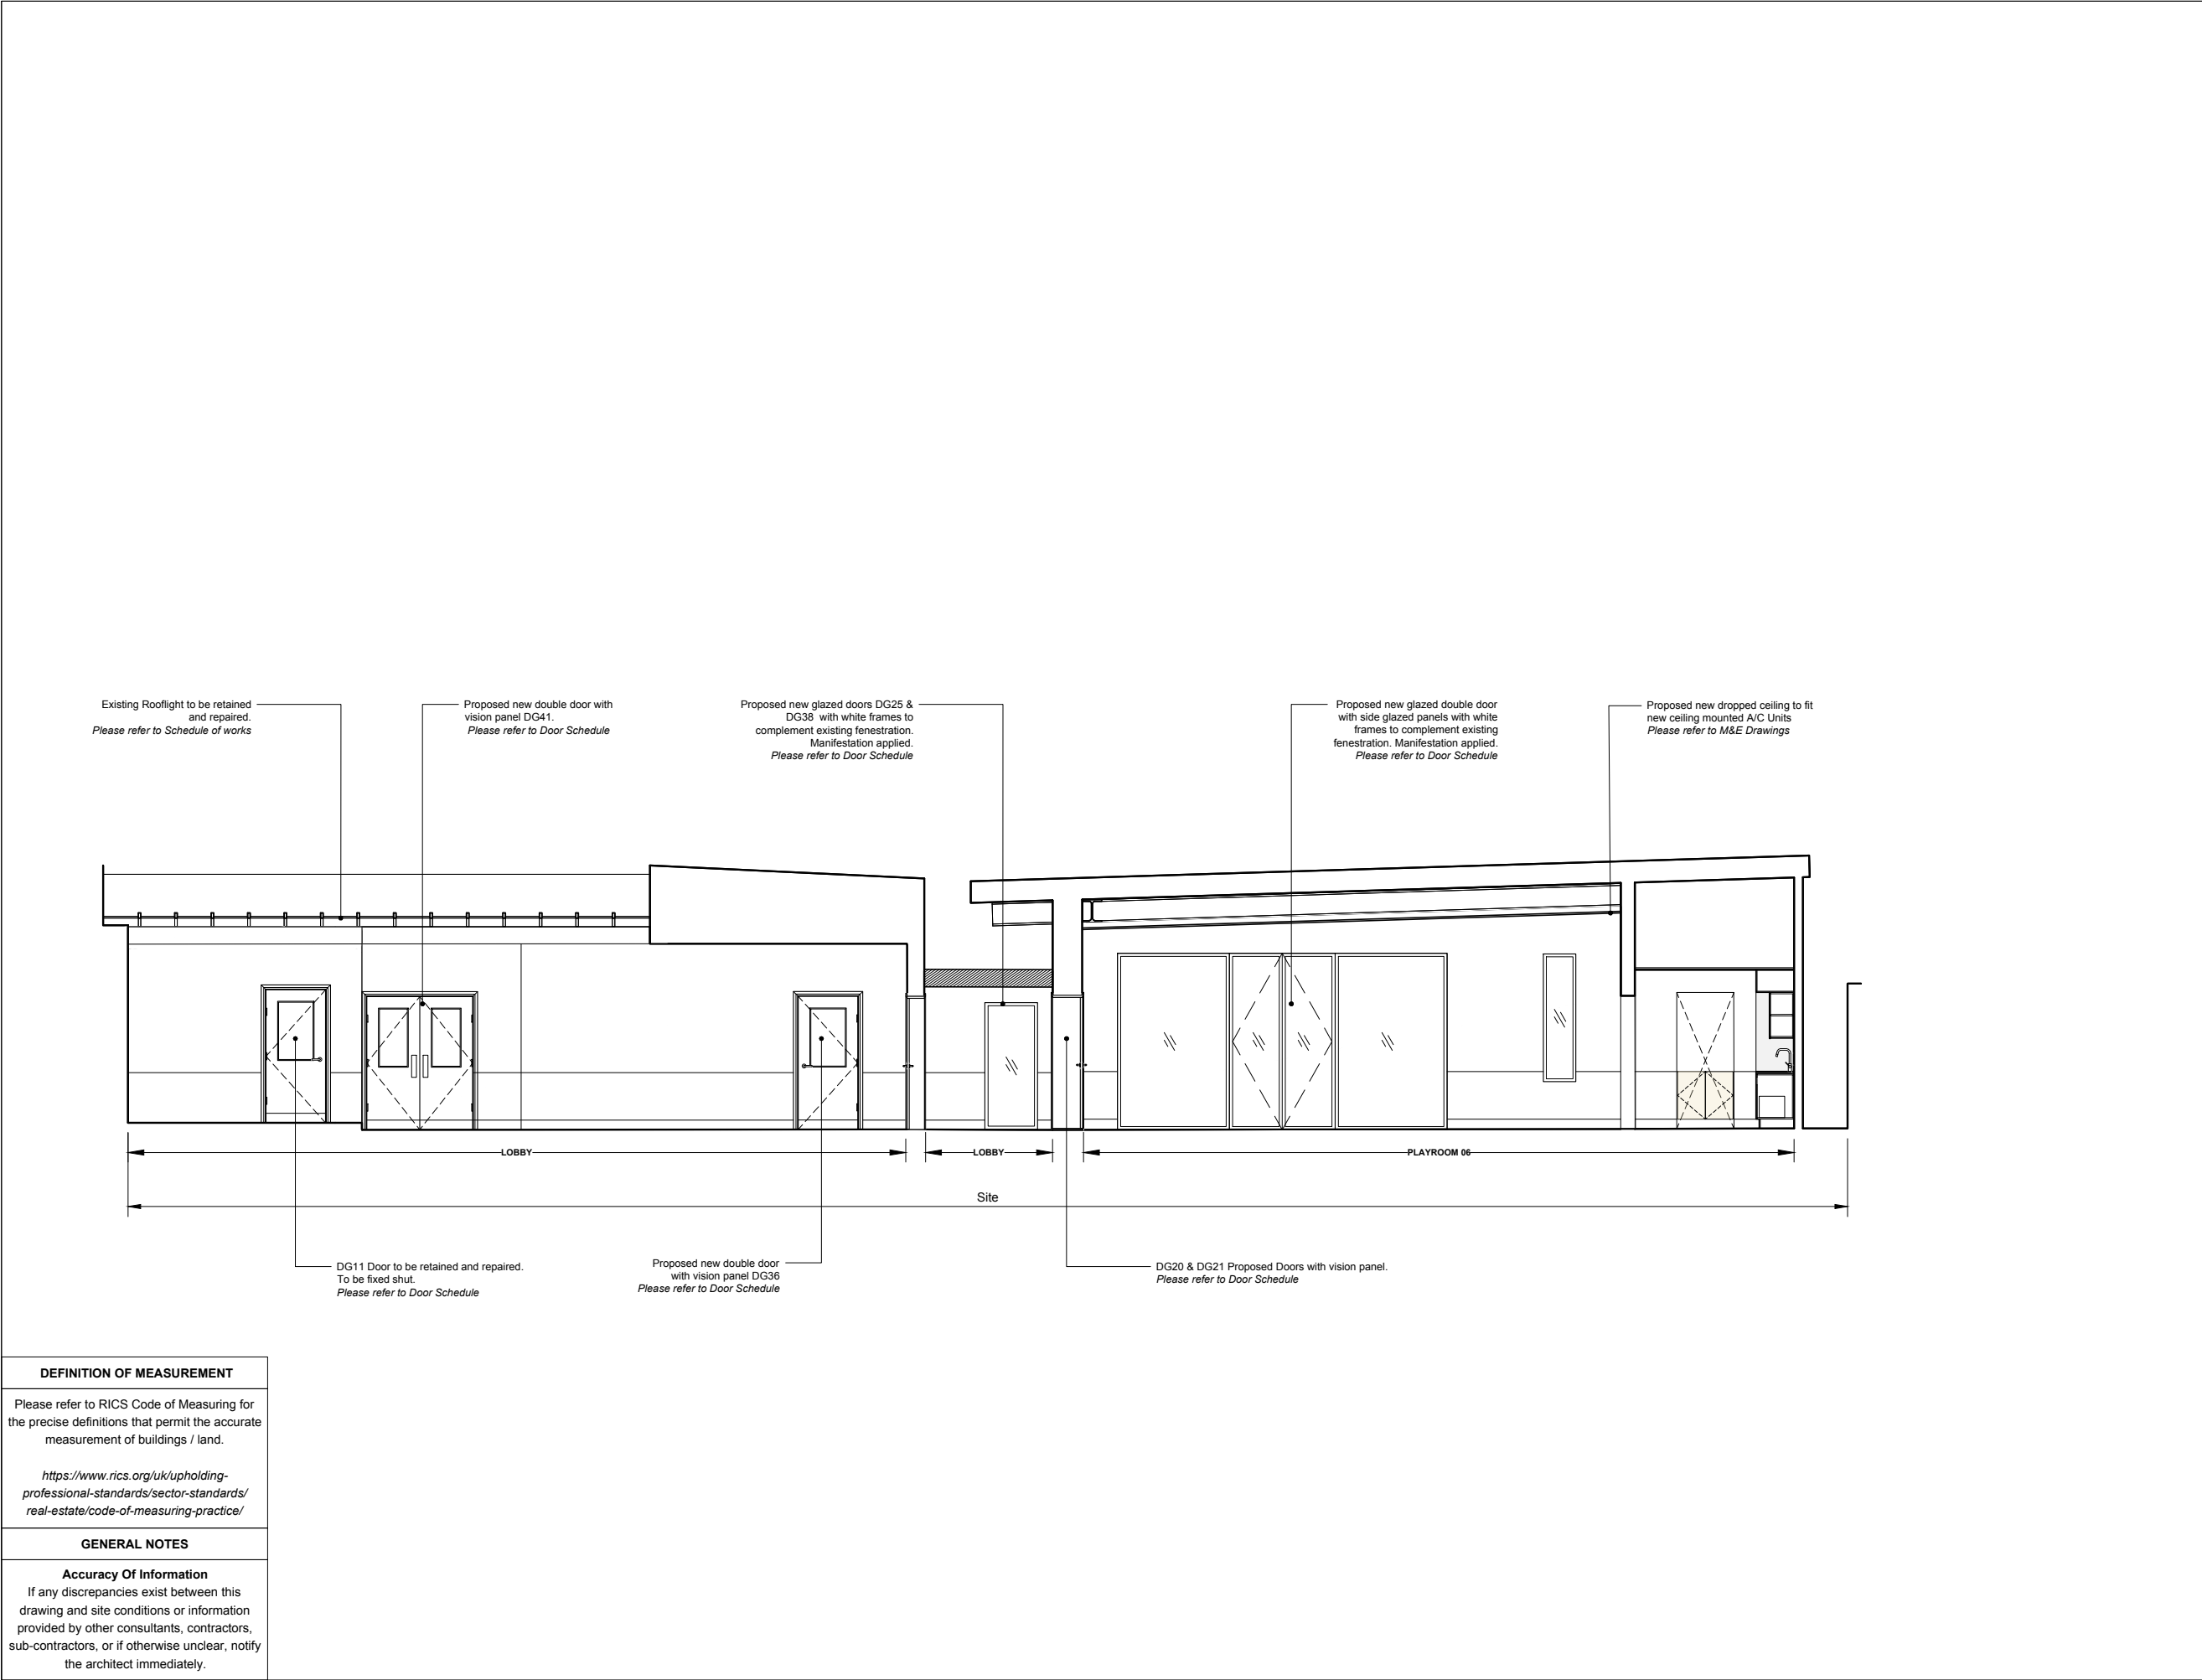 Existing Rooflight to be retained
and repaired.
Please refer to Schedule of works
Proposed new double door with
vision panel DG41.
Please refer to Door Schedule
Proposed new glazed doors DG25 &
DG38 with white frames to
complement existing fenestration.
Manifestation applied.
Please refer to Door Schedule
Proposed new glazed double door
with side glazed panels with white
frames to complement existing
fenestration. Manifestation applied.
Please refer to Door Schedule
Proposed new dropped ceiling to fit
new ceiling mounted A/C Units
Please refer to M&E Drawings
LOBBY
LOBBY
PLAYROOM 06
Site
DG11 Door to be retained and repaired.
To be fixed shut.
Please refer to Door Schedule
Proposed new double door
with vision panel DG36
Please refer to Door Schedule
DG20 & DG21 Proposed Doors with vision panel.
Please refer to Door Schedule
DEFINITION OF MEASUREMENT
Please refer to RICS Code of Measuring for
the precise definitions that permit the accurate
measurement of buildings / land.
https://www.rics.org/uk/upholding-
professional-standards/sector-standards/
real-estate/code-of-measuring-practice/
GENERAL NOTES
Accuracy Of Information
If any discrepancies exist between this
drawing and site conditions or information
provided by other consultants, contractors,
sub-contractors, or if otherwise unclear, notify
the architect immediately.